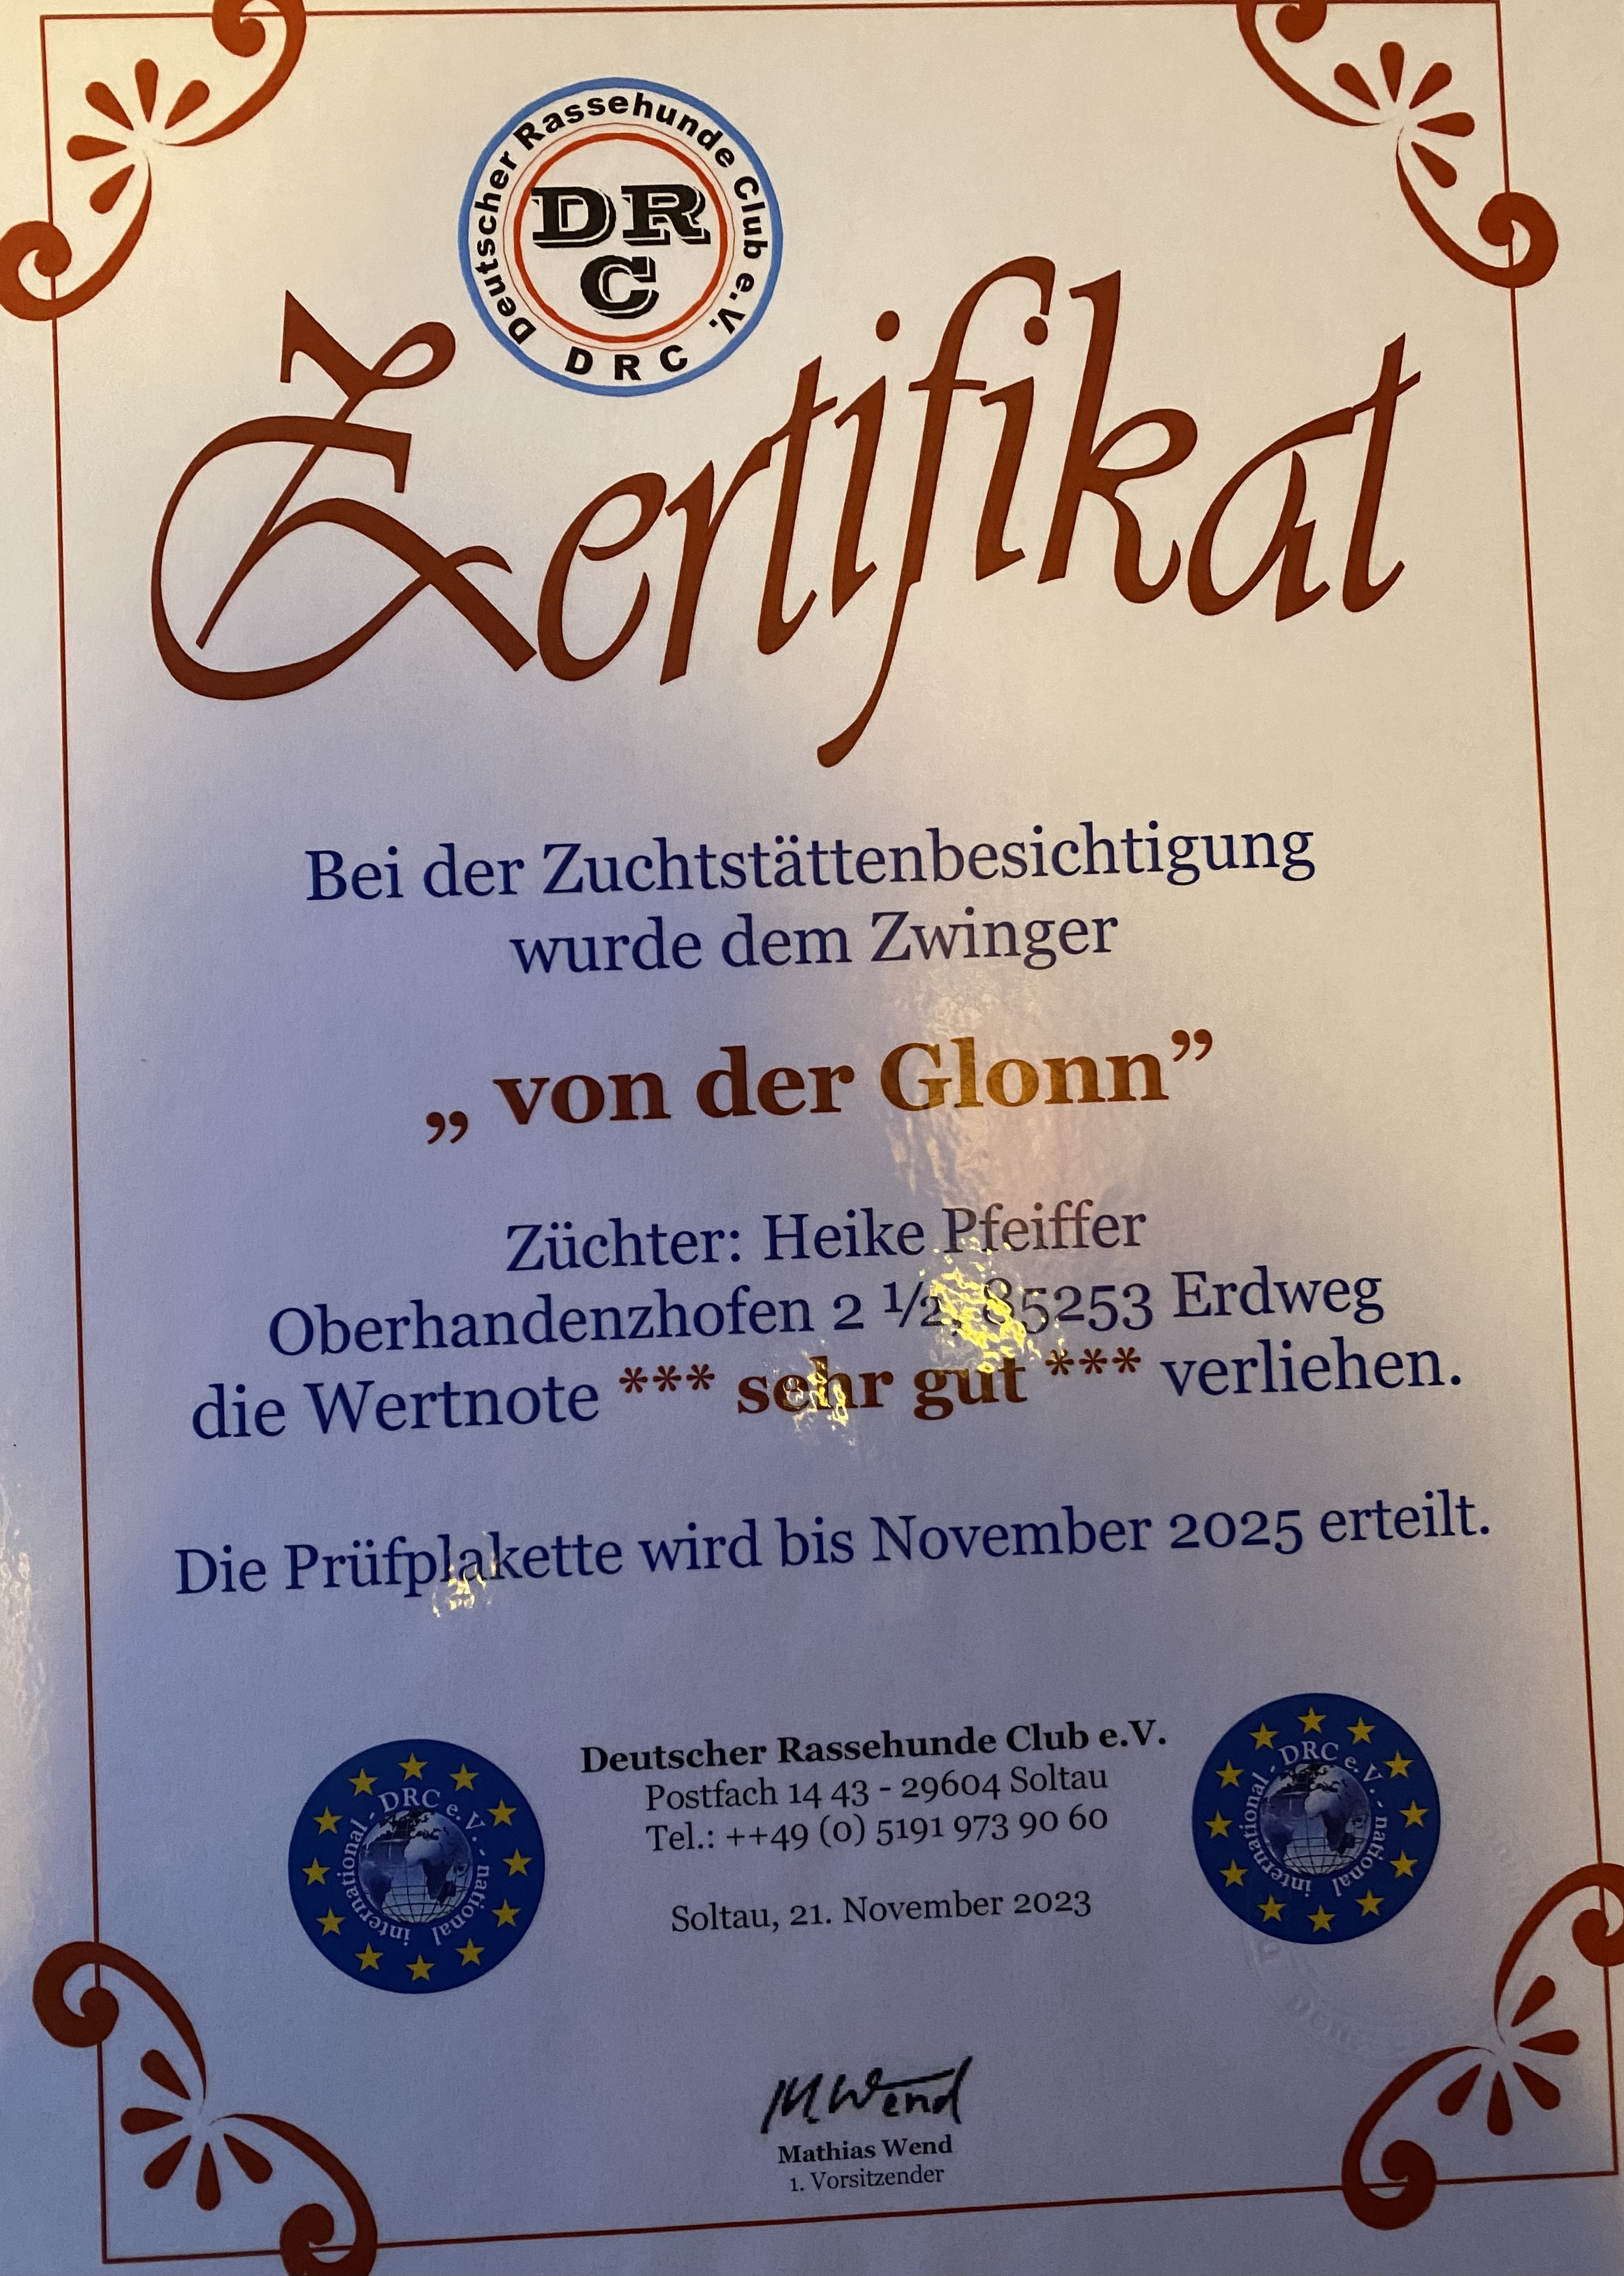 Deutscher Rassehunde Club e.V.
DR
C
D R C
Zertifikat
Bei der Zuchtstättenbesichtigung
wurde dem Zwinger
„ von der Glonn”
Züchter: Heike Pfeiffer
Oberhandenzhofen 2 ½, 85253 Erdweg
die Wertnote *** sehr gut *** verliehen.
Die Prüfplakette wird bis November 2025 erteilt.
Deutscher Rassehunde Club e.V.
Postfach 14 43 - 29604 Soltau
Tel.: ++49 (0) 5191 973 90 60
Soltau, 21. November 2023
- DRC e. V. - national international
- DRC e. V. - national international
M. Wend
Mathias Wend
1. Vorsitzender